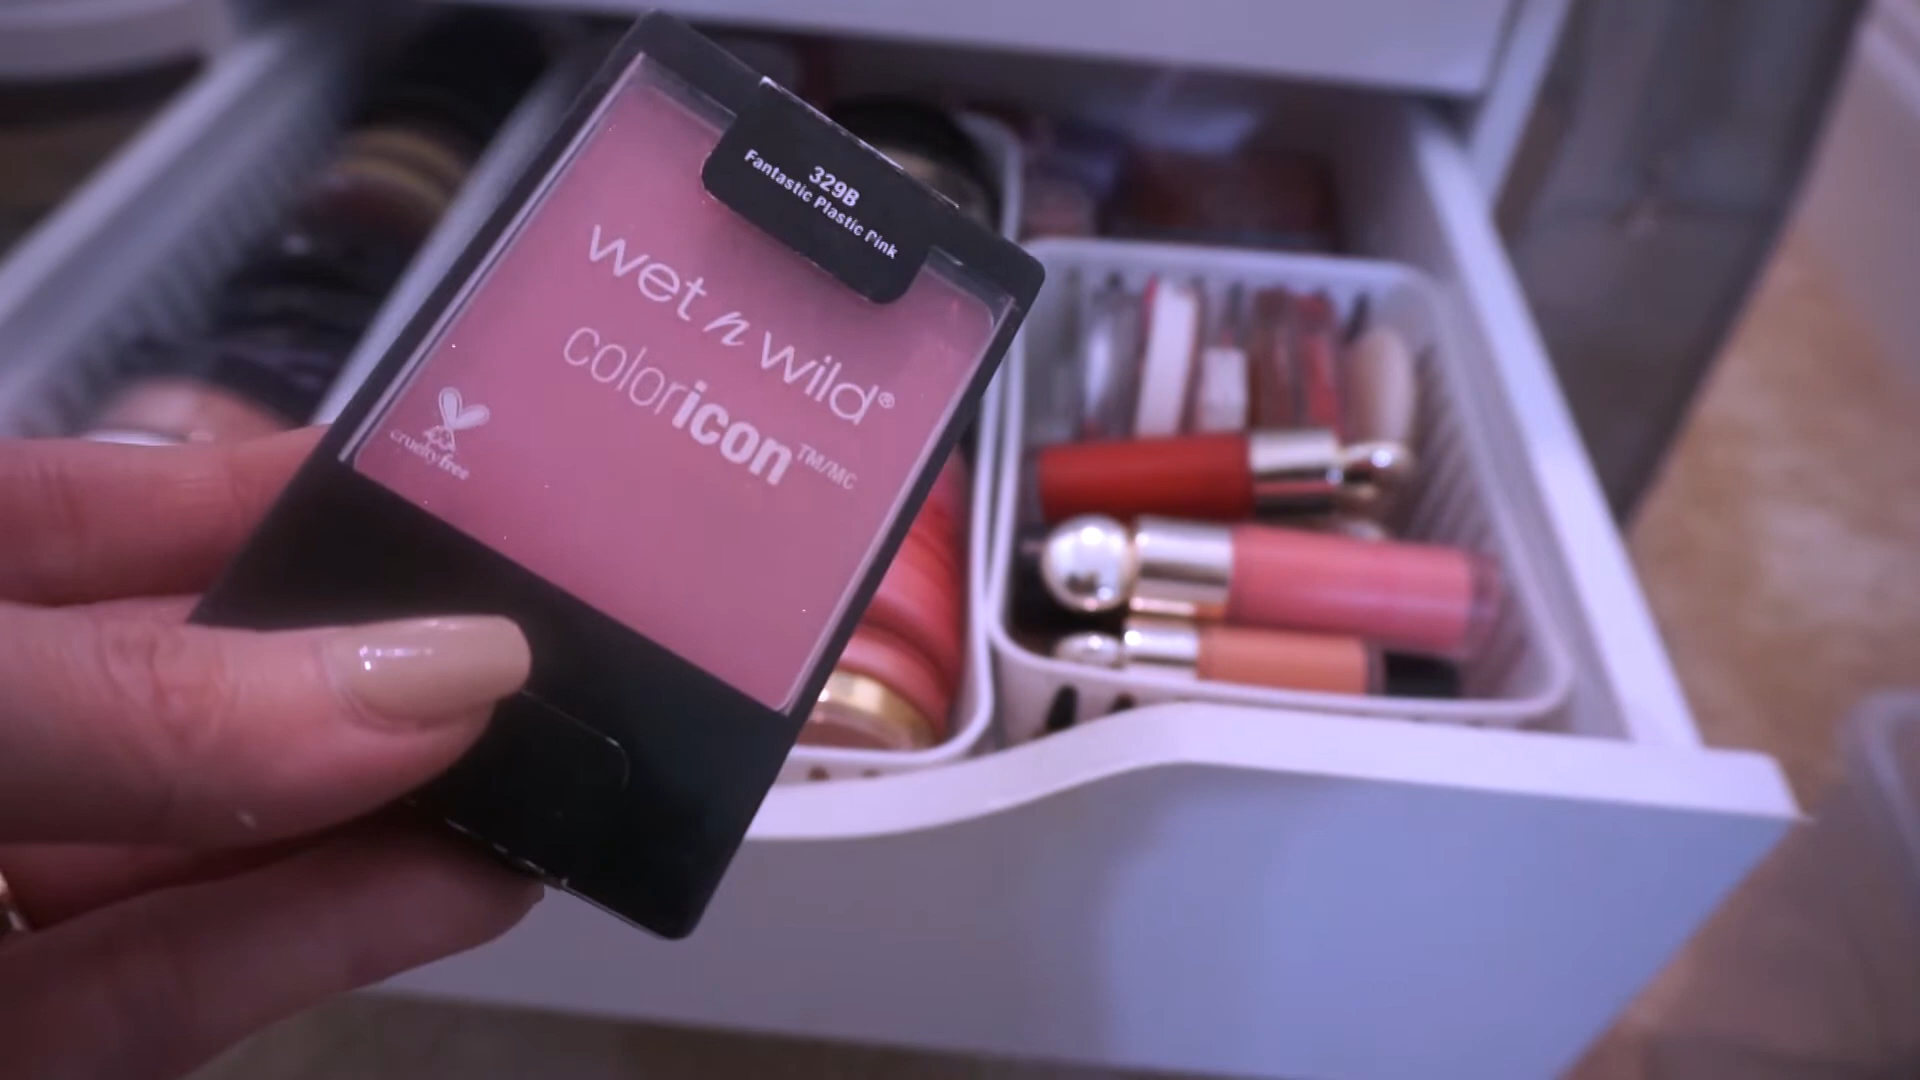 329B
Fantastic Plastic Pink
wet n wild®
coloricon™/MC
cruelty free